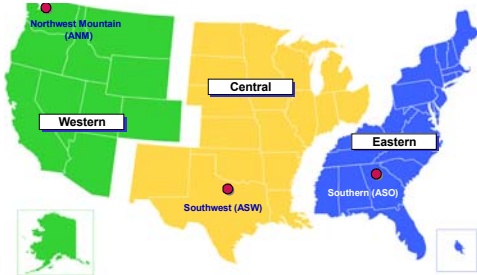 Northwest Mountain
(ANM)
Central
Western
Eastern
Southern (ASO)
Southwest (ASW)